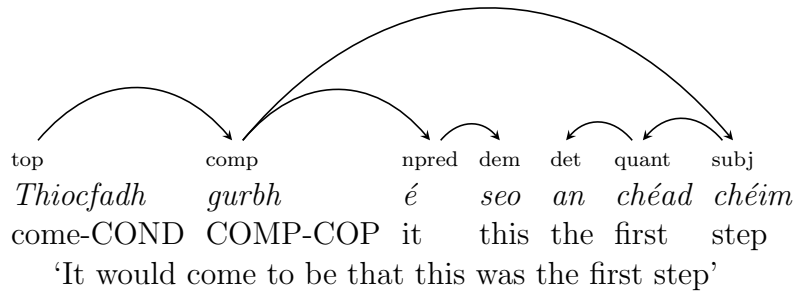 top comp npred dem det quant subj
Thiocfadh gurbh é seo an chéad chéim
come-COND COMP-COP it this the first step
‘It would come to be that this was the first step’